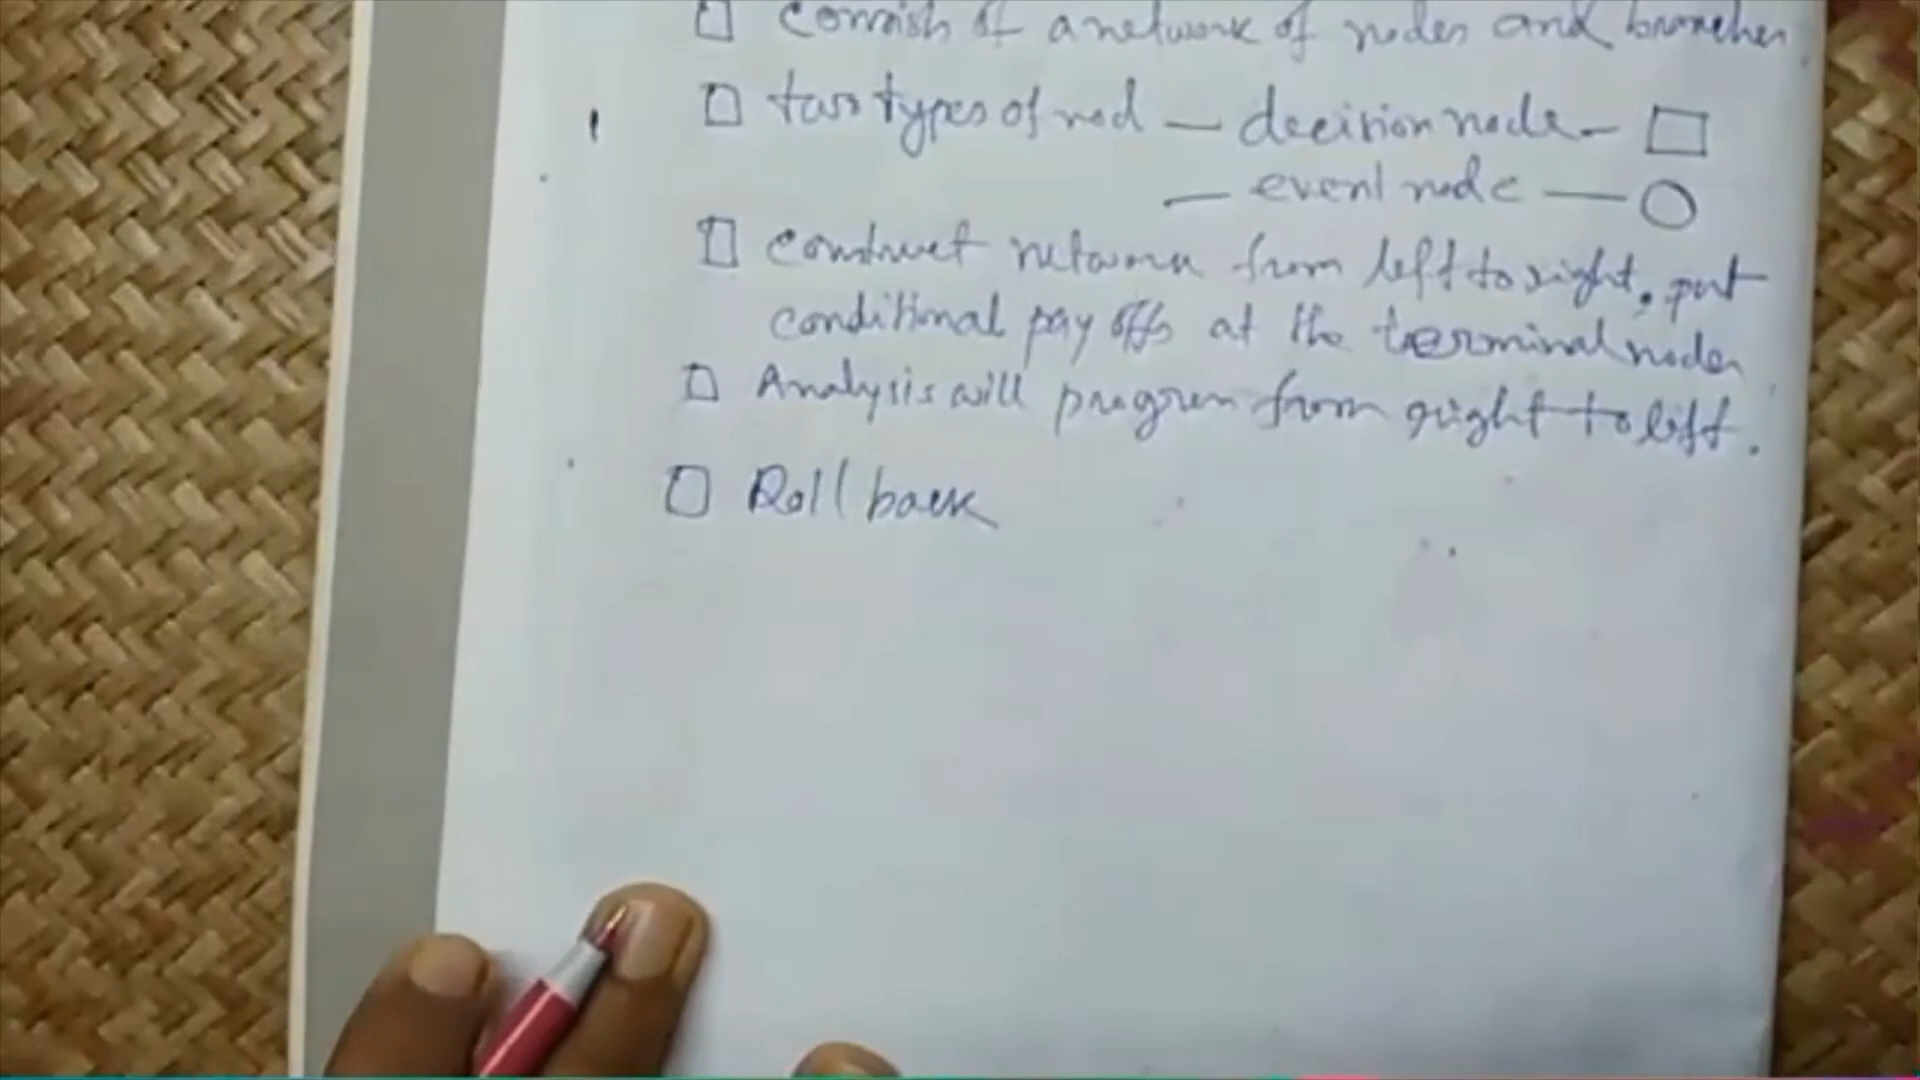 □ Consists of a network of nodes and branches
□ two types of nod — decision node — □
— event node — ○
□ construct network from left to right, put
conditional pay offs at the terminal nodes
□ Analysis will progress from right to left.
□ Roll back